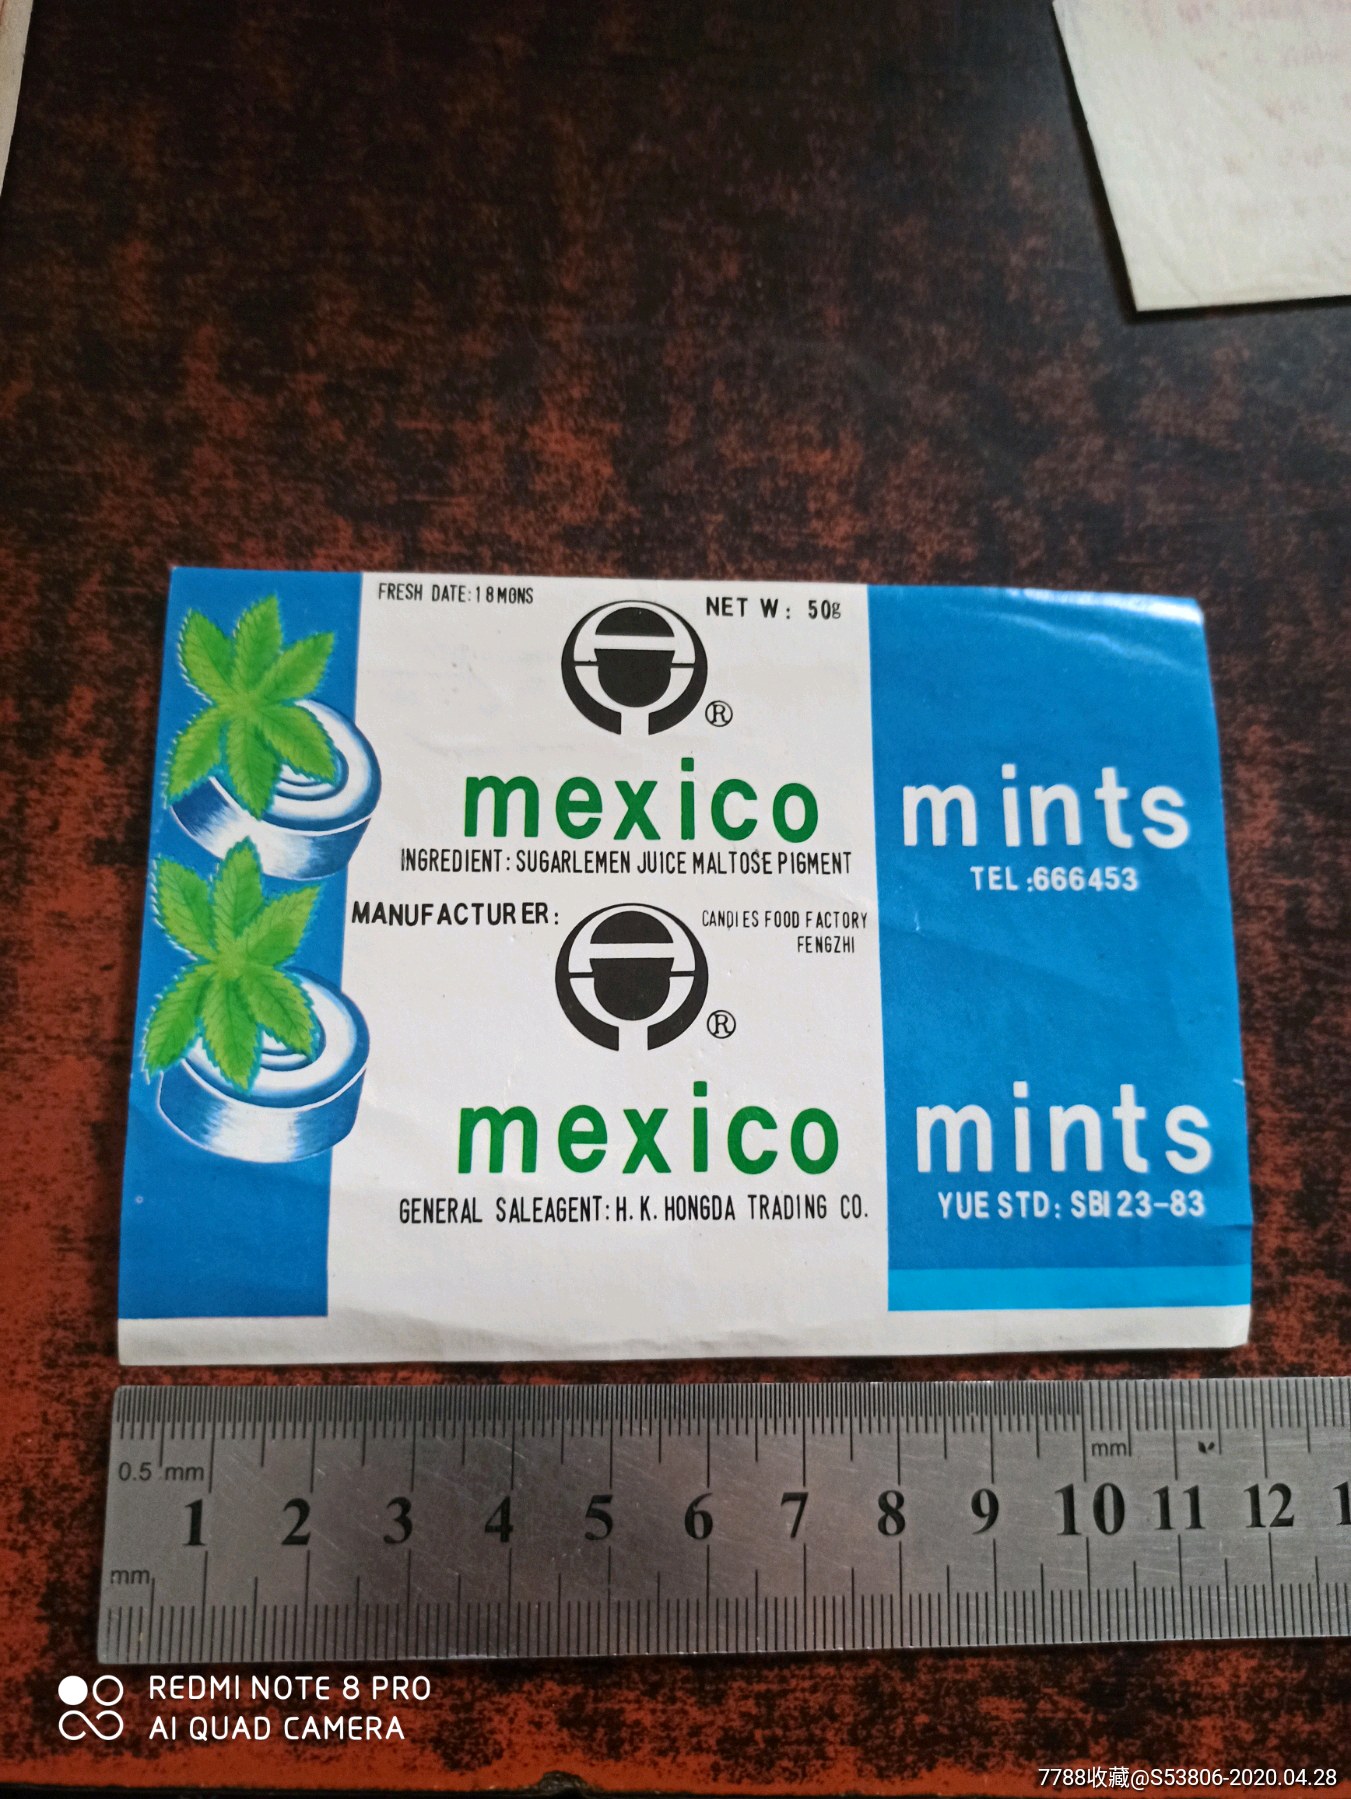 FRESH DATE:18MONS
NET W: 50g
®
mexico
mints
INGREDIENT: SUGARLEMEN JUICE MALTOSE PIGMENT
TEL:666453
MANUFACTURER:
CANDIES FOOD FACTORY
FENGZHI
®
mexico
mints
GENERAL SALEAGENT: H.K. HONGDA TRADING CO.
YUE STD: SBI 23-83
0.5 mm
mm
1 2 3 4 5 6 7 8 9 10 11 12
mm
REDMI NOTE 8 PRO
AI QUAD CAMERA
7788收藏@S53806-2020.04.28